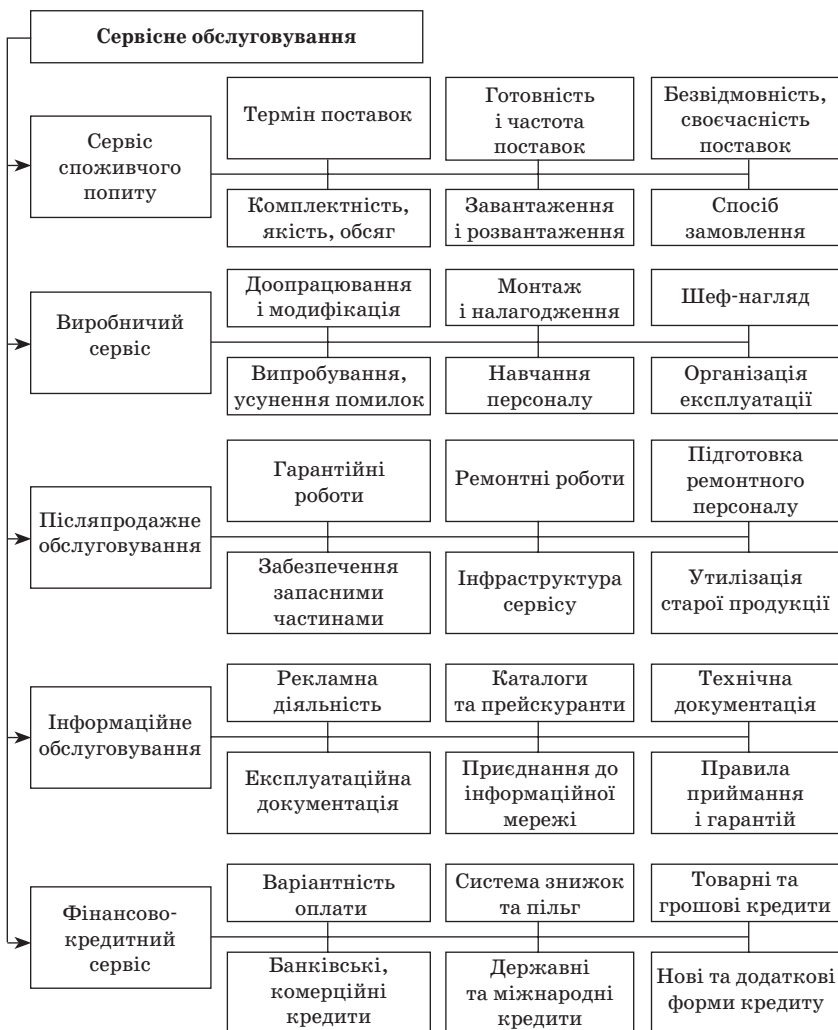 Сервісне обслуговування
Сервіс
споживчого
попиту
Термін поставок
Готовність
і частота
поставок
Безвідмовність,
своєчасність
поставок
Комплектність,
якість, обсяг
Завантаження
і розвантаження
Спосіб
замовлення
Виробничий
сервіс
Доопрацювання
і модифікація
Монтаж
і налагодження
Шеф-нагляд
Випробування,
усунення помилок
Навчання
персоналу
Організація
експлуатації
Післяпродажне
обслуговування
Гарантійні
роботи
Ремонтні роботи
Підготовка
ремонтного
персоналу
Забезпечення
запасними
частинами
Інфраструктура
сервісу
Утилізація
старої продукції
Інформаційне
обслуговування
Рекламна
діяльність
Каталоги
та прейскуранти
Технічна
документація
Експлуатаційна
документація
Приєднання до
інформаційної
мережі
Правила
приймання
і гарантій
Фінансово-
кредитний
сервіс
Варіантність
оплати
Система знижок
та пільг
Товарні та
грошові кредити
Банківські,
комерційні
кредити
Державні
та міжнародні
кредити
Нові та додаткові
форми кредиту